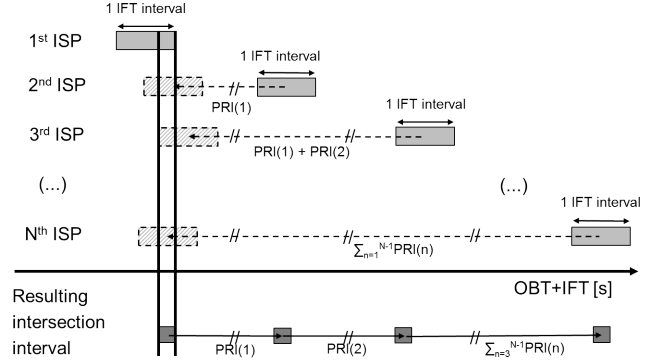 1 IFT interval
1st ISP
1 IFT interval
2nd ISP
PRI(1)
1 IFT interval
3rd ISP
PRI(1) + PRI(2)
(...)
(...)
1 IFT interval
Nth ISP
∑n=1N-1PRI(n)
OBT+IFT [s]
Resulting
intersection
interval
PRI(1)
PRI(2)
∑n=3N-1PRI(n)